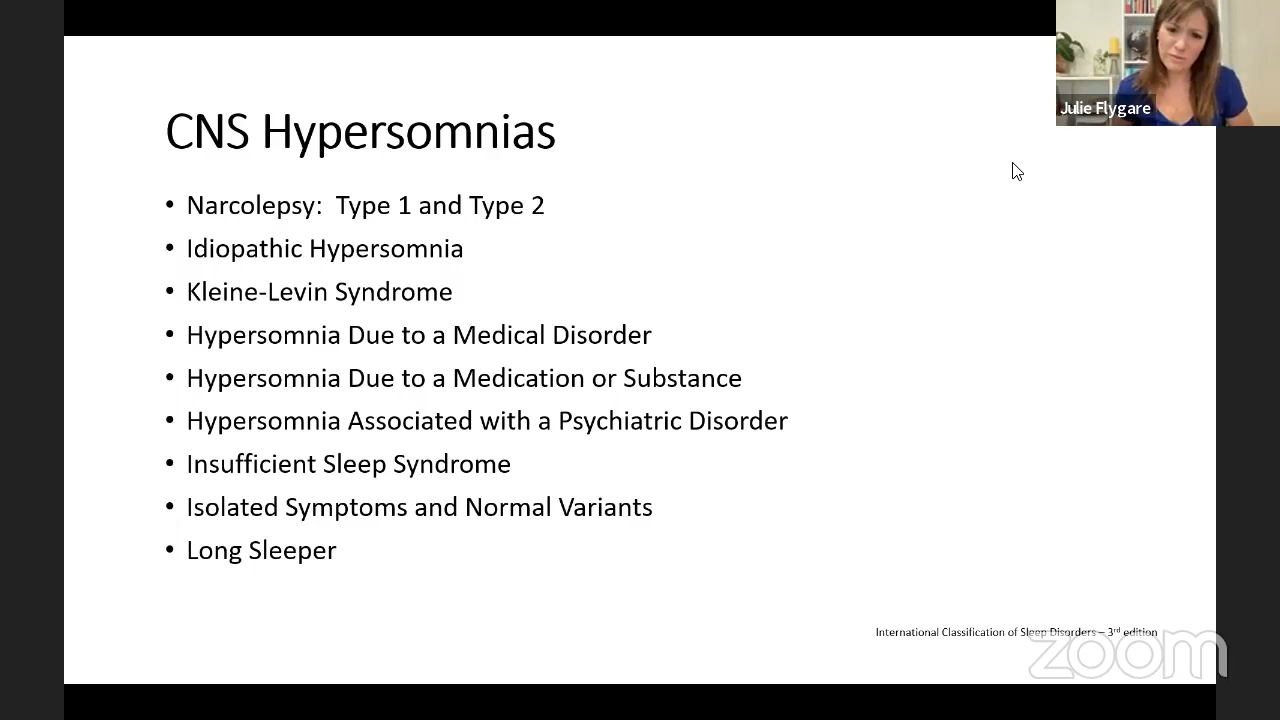 Julie Flygare
CNS Hypersomnias
• Narcolepsy: Type 1 and Type 2
• Idiopathic Hypersomnia
• Kleine-Levin Syndrome
• Hypersomnia Due to a Medical Disorder
• Hypersomnia Due to a Medication or Substance
• Hypersomnia Associated with a Psychiatric Disorder
• Insufficient Sleep Syndrome
• Isolated Symptoms and Normal Variants
• Long Sleeper
International Classification of Sleep Disorders – 3rd edition
zoom